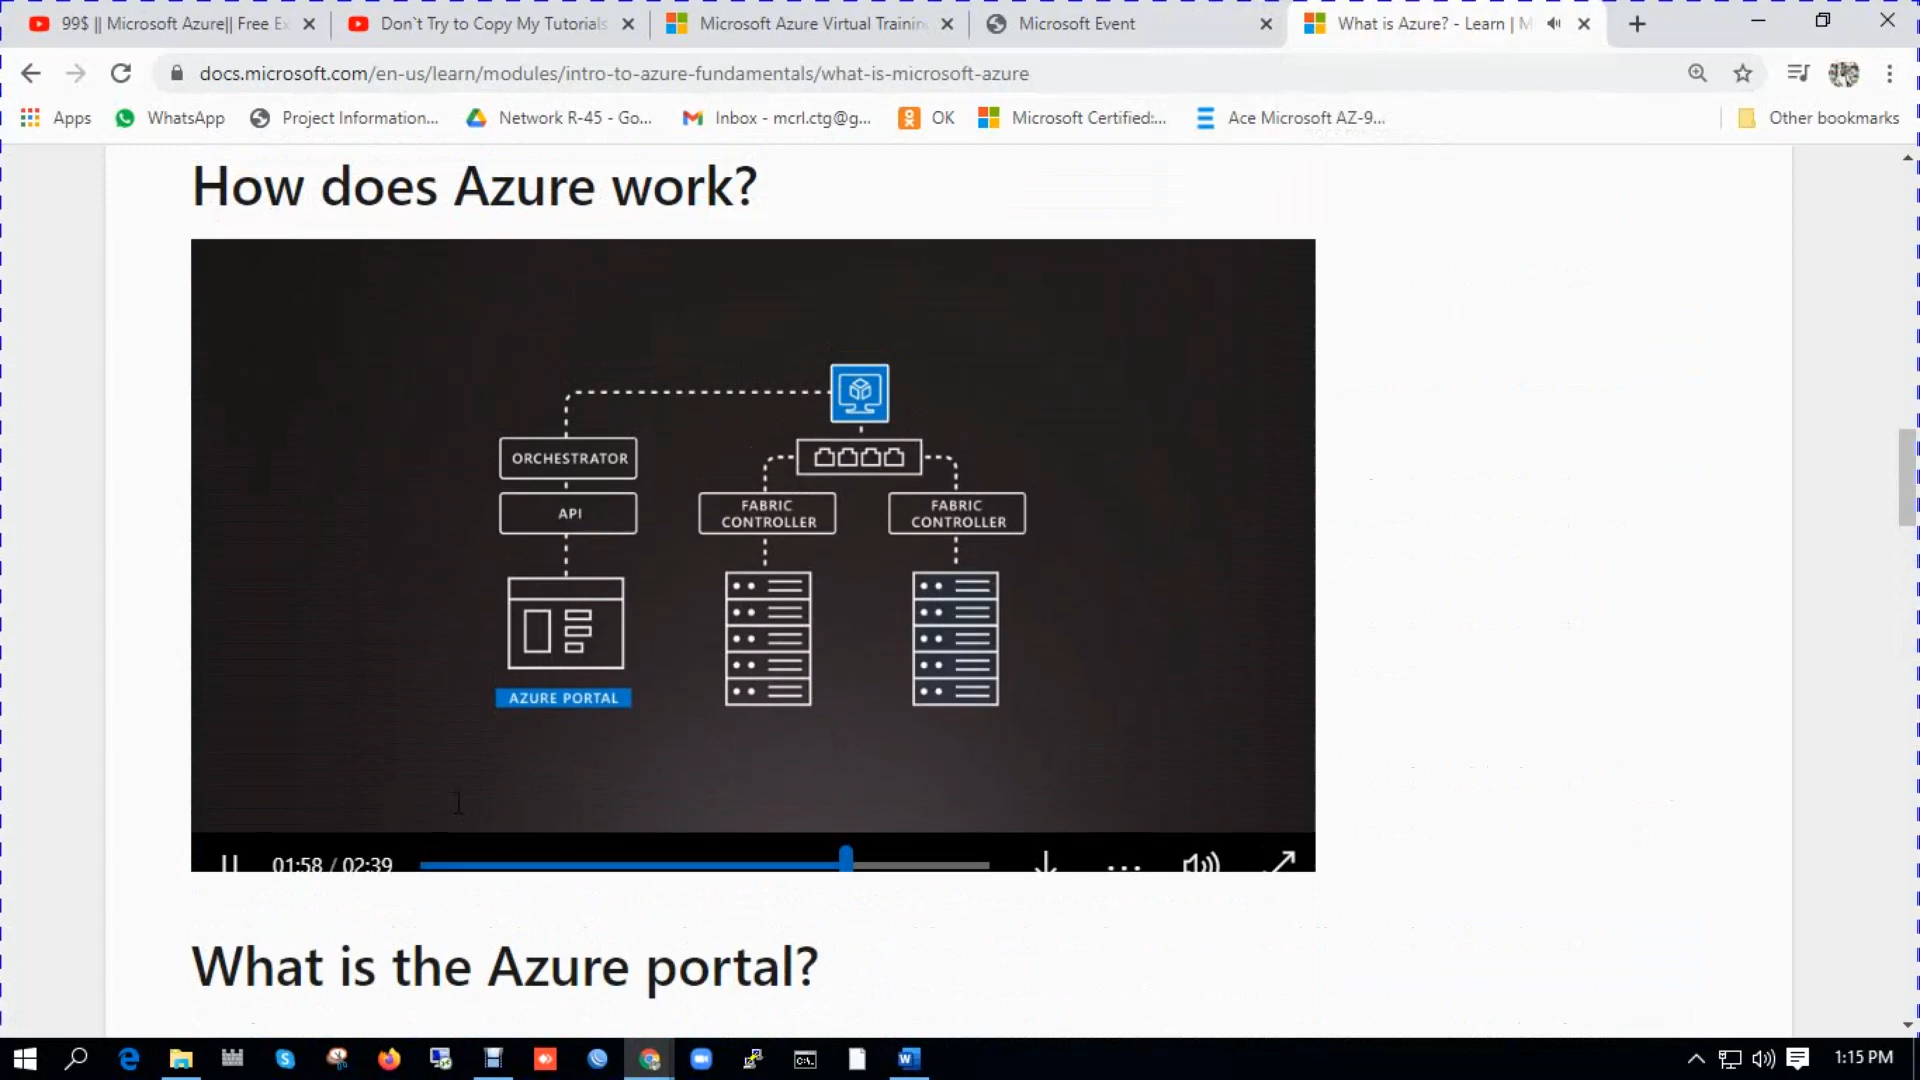 99$ || Microsoft Azure|| Free Ex
Don`t Try to Copy My Tutorials
Microsoft Azure Virtual Training
Microsoft Event
What is Azure? - Learn | M
docs.microsoft.com/en-us/learn/modules/intro-to-azure-fundamentals/what-is-microsoft-azure
Apps
WhatsApp
Project Information...
Network R-45 - Go...
Inbox - mcrl.ctg@g...
OK
Microsoft Certified:...
Ace Microsoft AZ-9...
Other bookmarks
How does Azure work?
ORCHESTRATOR
API
FABRIC
CONTROLLER
FABRIC
CONTROLLER
AZURE PORTAL
01:58 / 02:39
What is the Azure portal?
1:15 PM